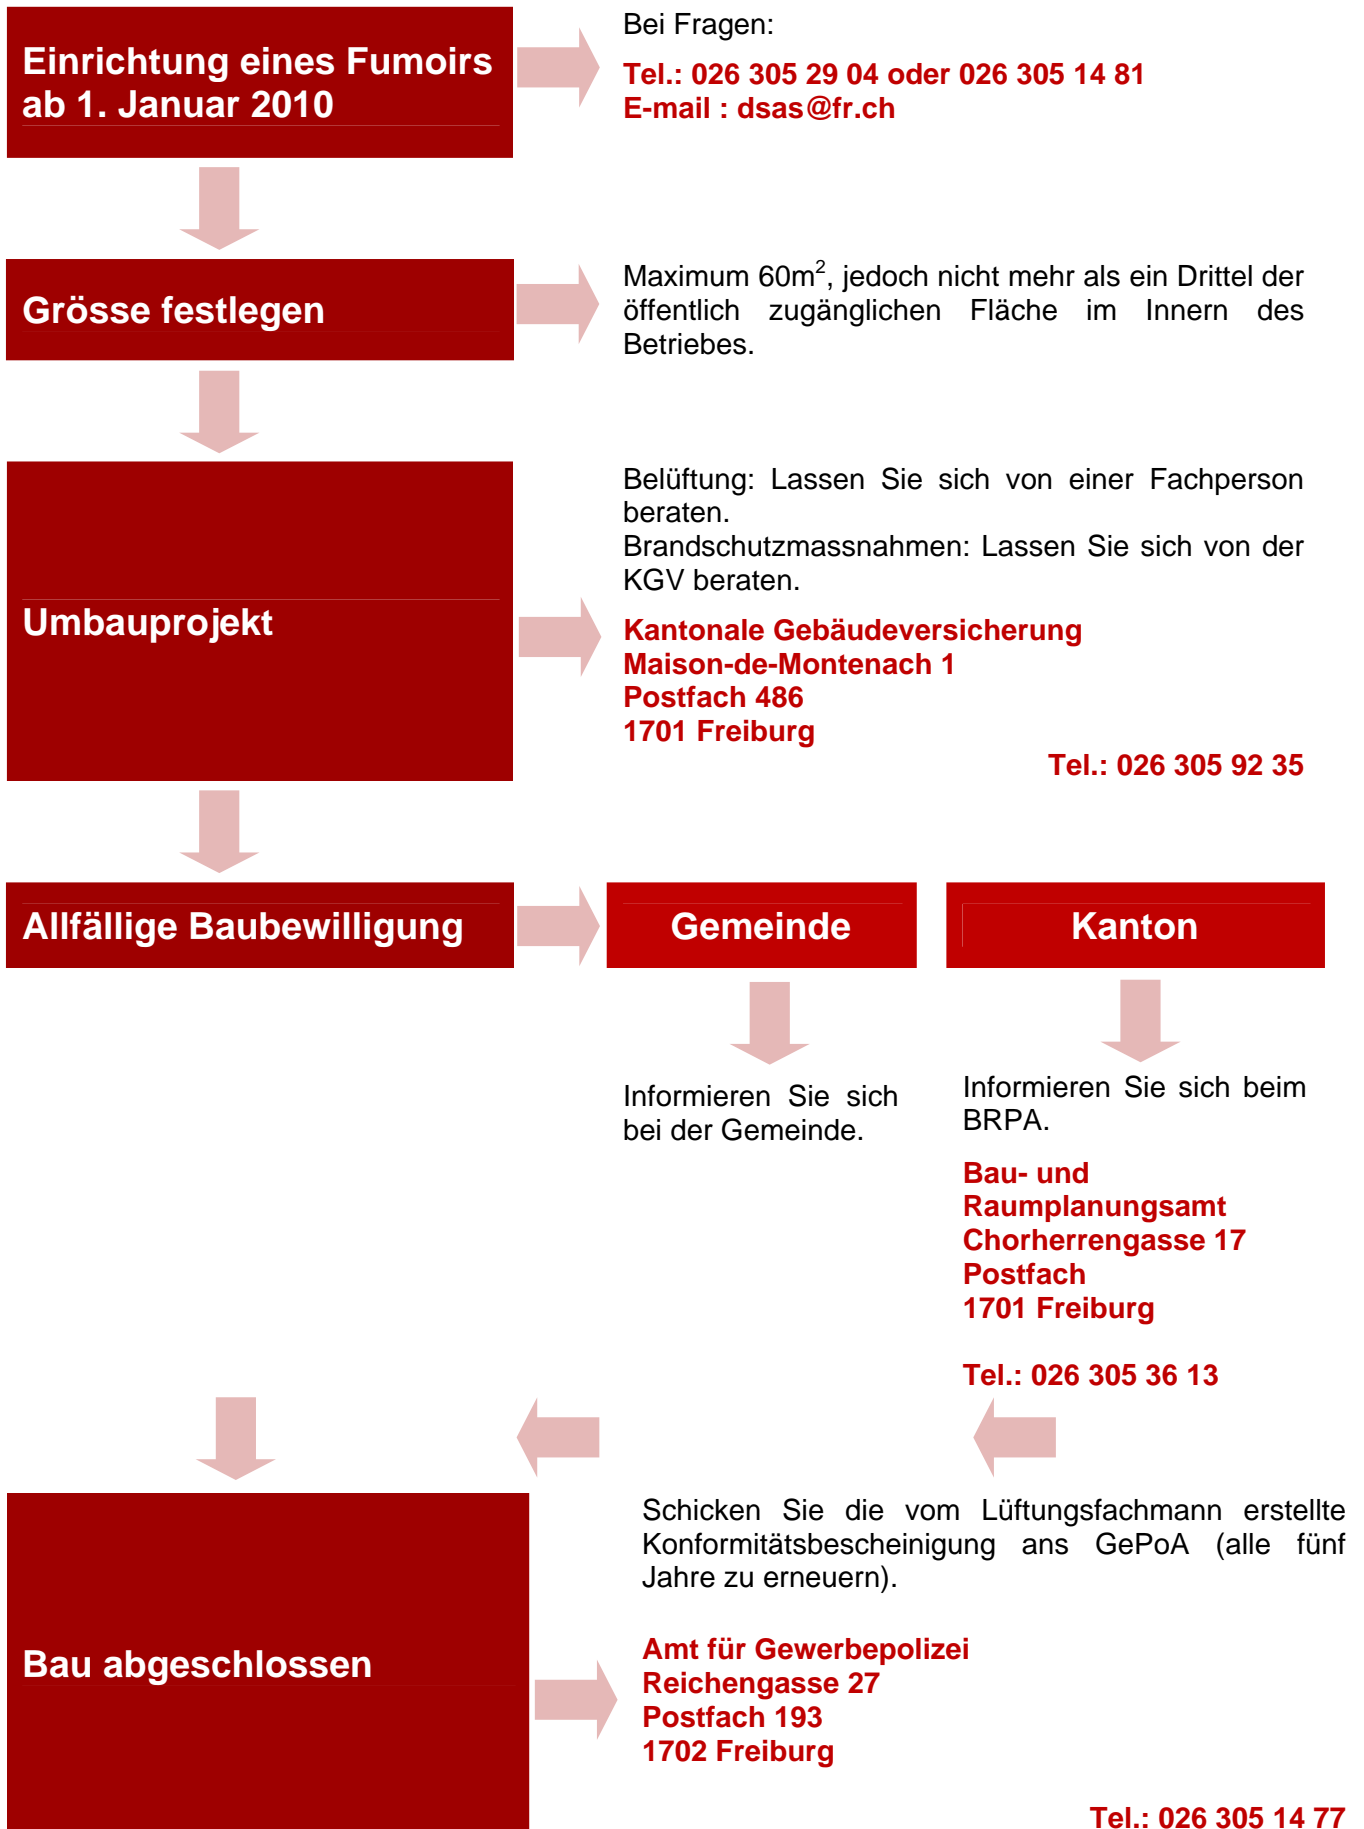 Einrichtung eines Fumoirs
ab 1. Januar 2010
Bei Fragen:
Tel.: 026 305 29 04 oder 026 305 14 81
E-mail : dsas@fr.ch
Grösse festlegen
Maximum 60m², jedoch nicht mehr als ein Drittel der
öffentlich zugänglichen Fläche im Innern des
Betriebes.
Umbauprojekt
Belüftung: Lassen Sie sich von einer Fachperson
beraten.
Brandschutzmassnahmen: Lassen Sie sich von der
KGV beraten.
Kantonale Gebäudeversicherung
Maison-de-Montenach 1
Postfach 486
1701 Freiburg
Tel.: 026 305 92 35
Allfällige Baubewilligung
Gemeinde
Kanton
Informieren Sie sich
bei der Gemeinde.
Informieren Sie sich beim
BRPA.
Bau- und
Raumplanungsamt
Chorherrengasse 17
Postfach
1701 Freiburg
Tel.: 026 305 36 13
Bau abgeschlossen
Schicken Sie die vom Lüftungsfachmann erstellte
Konformitätsbescheinigung ans GePoA (alle fünf
Jahre zu erneuern).
Amt für Gewerbepolizei
Reichengasse 27
Postfach 193
1702 Freiburg
Tel.: 026 305 14 77